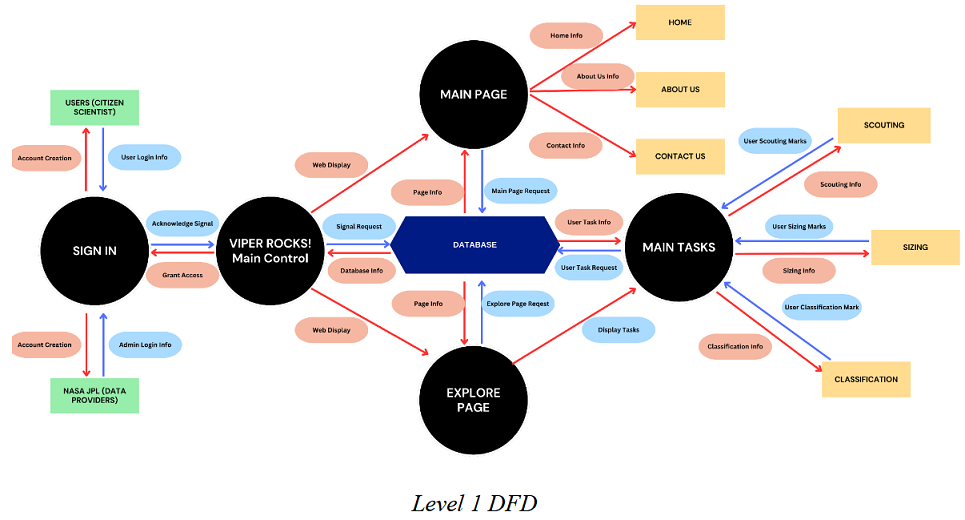 HOME
Home Info
MAIN PAGE
About Us Info
ABOUT US
USERS (CITIZEN
SCIENTIST)
SCOUTING
User Scouting Marks
Contact Info
CONTACT US
Account Creation
User Login Info
Web Display
Scouting Info
Page Info
Main Page Request
Acknowledge Signal
Signal Request
User Task Info
User Sizing Marks
SIGN IN
VIPER ROCKS!
Main Control
DATABASE
MAIN TASKS
SIZING
Grant Access
Database Info
User Task Request
Sizing Info
Page Info
Explore Page Reqest
User Classification Mark
Web Display
Display Tasks
Account Creation
Admin Login Info
Classification Info
CLASSIFICATION
NASA JPL (DATA
PROVIDERS)
EXPLORE
PAGE
Level 1 DFD